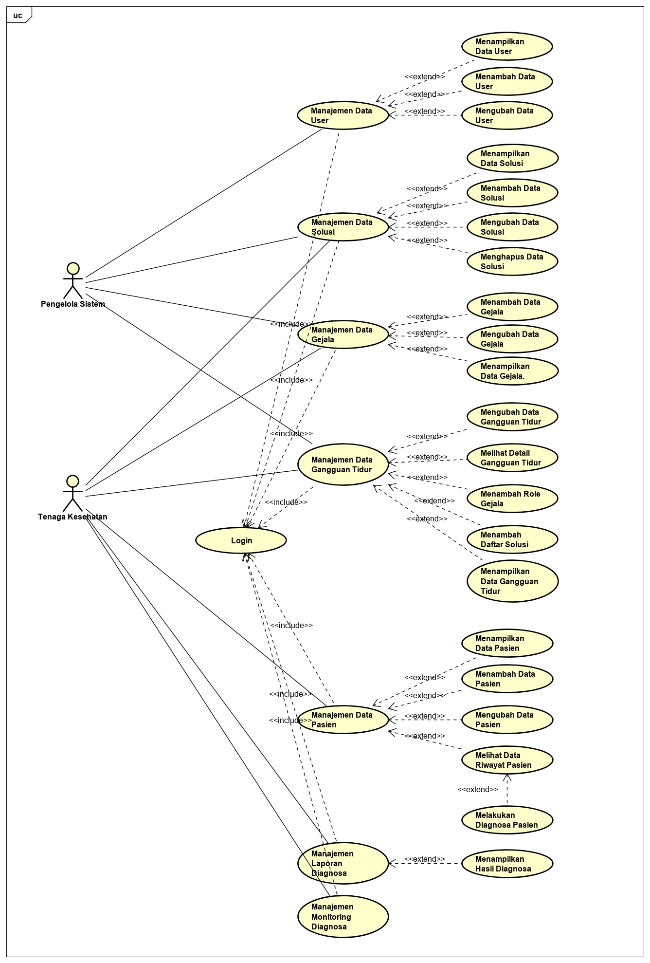 uc
Menampilkan
Data User
<<extend>>
Menambah Data
User
<<extend>>
Manajemen Data
User
<<extend>>
Mengubah Data
User
Menampilkan
Data Solusi
<<extend>>
Menambah Data
Solusi
<<extend>>
Manajemen Data
Solusi
<<extend>>
Mengubah Data
Solusi
<<extend>>
Menghapus Data
Solusi
Pengelola Sistem
Menambah Data
Gejala
<<extend>>
<<include>>
Manajemen Data
Gejala
<<extend>>
Mengubah Data
Gejala
<<extend>>
Menampilkan
Data Gejala.
<<include>>
Mengubah Data
Gangguan Tidur
<<include>>
<<extend>>
Manajemen Data
Gangguan Tidur
<<extend>>
Melihat Detail
Gangguan Tidur
<<extend>>
Menambah Role
Gejala
<<include>>
<<extend>>
Tenaga Kesehatan
<<extend>>
Menambah
Daftar Solusi
Login
Menampilkan
Data Gangguan
Tidur
<<include>>
Menampilkan
Data Pasien
<<extend>>
Menambah Data
Pasien
<<include>>
<<extend>>
<<include>>
Manajemen Data
Pasien
<<extend>>
Mengubah Data
Pasien
<<extend>>
Melihat Data
Riwayat Pasien
<<extend>>
Melakukan
Diagnosa Pasien
Manajemen
Laporan
Diagnosa
<<extend>>
Menampilkan
Hasil Diagnosa
Manajemen
Monitoring
Diagnosa